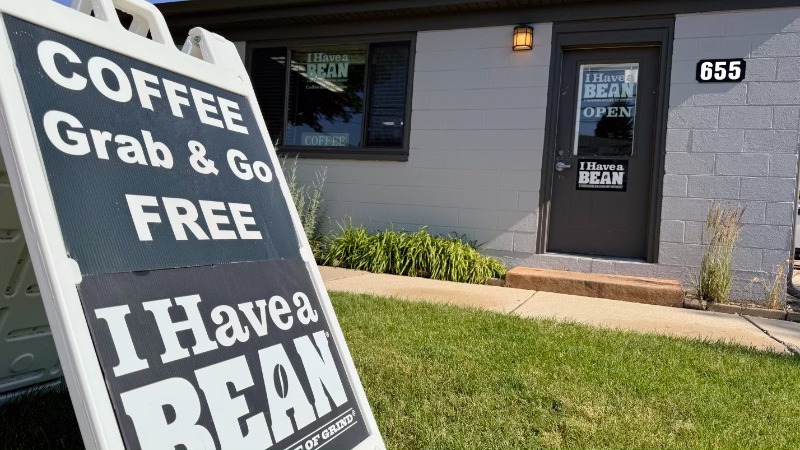 COFFEE
Grab & Go
FREE
I Have a
BEAN
OF GRIND
I Have a
BEAN
COFFEE
I Have a
BEAN
OPEN
I Have a
BEAN
655